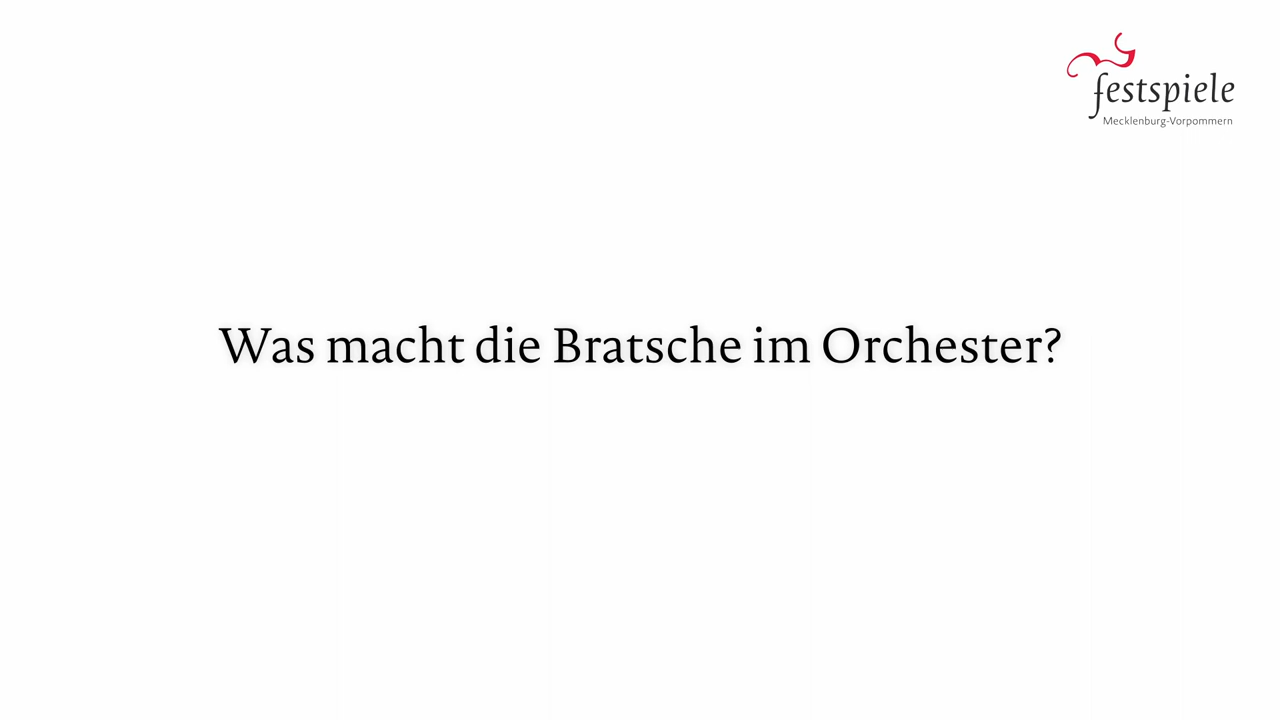 festspiele
Mecklenburg-Vorpommern
Was macht die Bratsche im Orchester?